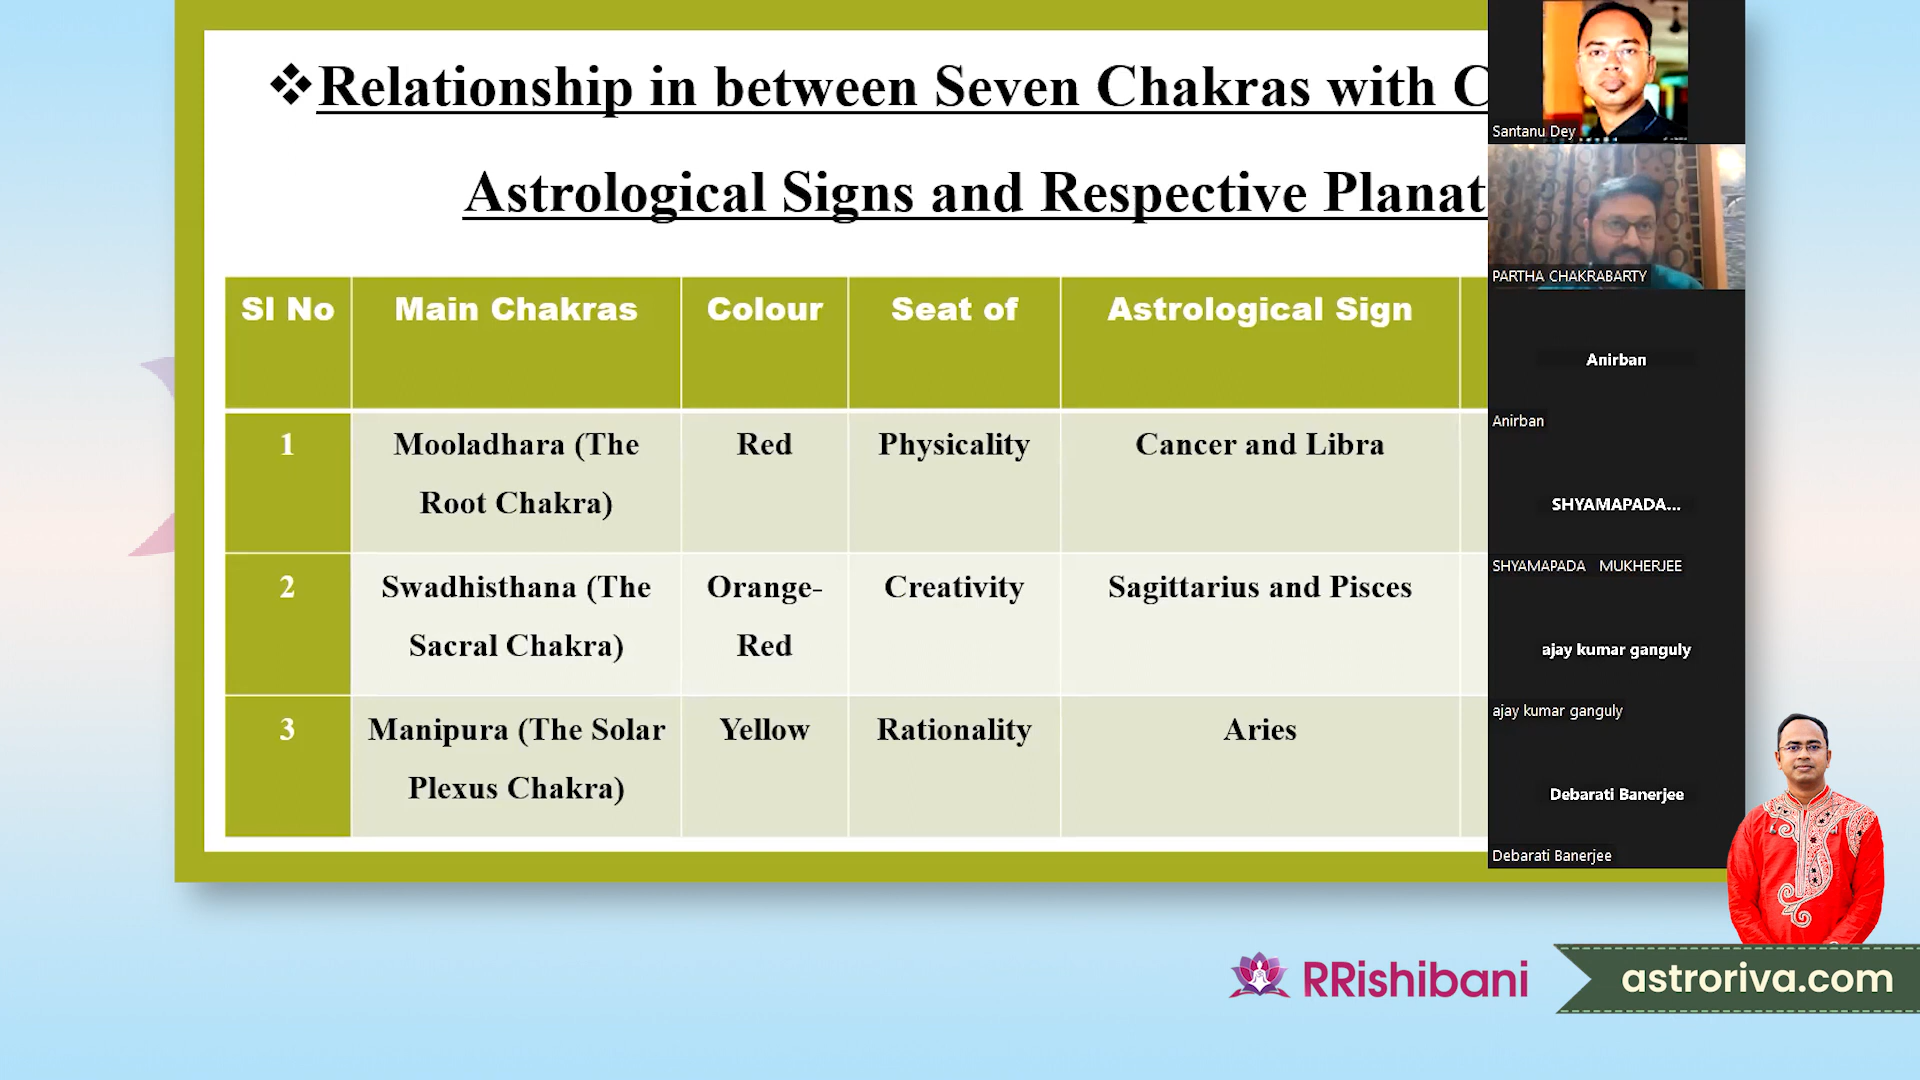 ❖Relationship in between Seven Chakras with C
Astrological Signs and Respective Planat
Sl No
Main Chakras
Colour
Seat of
Astrological Sign
1
Mooladhara (The
Root Chakra)
Red
Physicality
Cancer and Libra
2
Swadhisthana (The
Sacral Chakra)
Orange-
Red
Creativity
Sagittarius and Pisces
3
Manipura (The Solar
Plexus Chakra)
Yellow
Rationality
Aries
Santanu Dey
PARTHA CHAKRABARTY
Anirban
Anirban
SHYAMAPADA...
SHYAMAPADA MUKHERJEE
ajay kumar ganguly
ajay kumar ganguly
Debarati Banerjee
Debarati Banerjee
RRishibani
astroriva.com